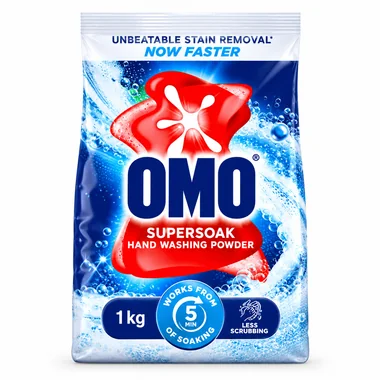 UNBEATABLE STAIN REMOVAL*
NOW FASTER
OMO®
SUPERSOAK
HAND WASHING POWDER
1kg
WORKS FROM
5
MIN
OF SOAKING
LESS
SCRUBBING